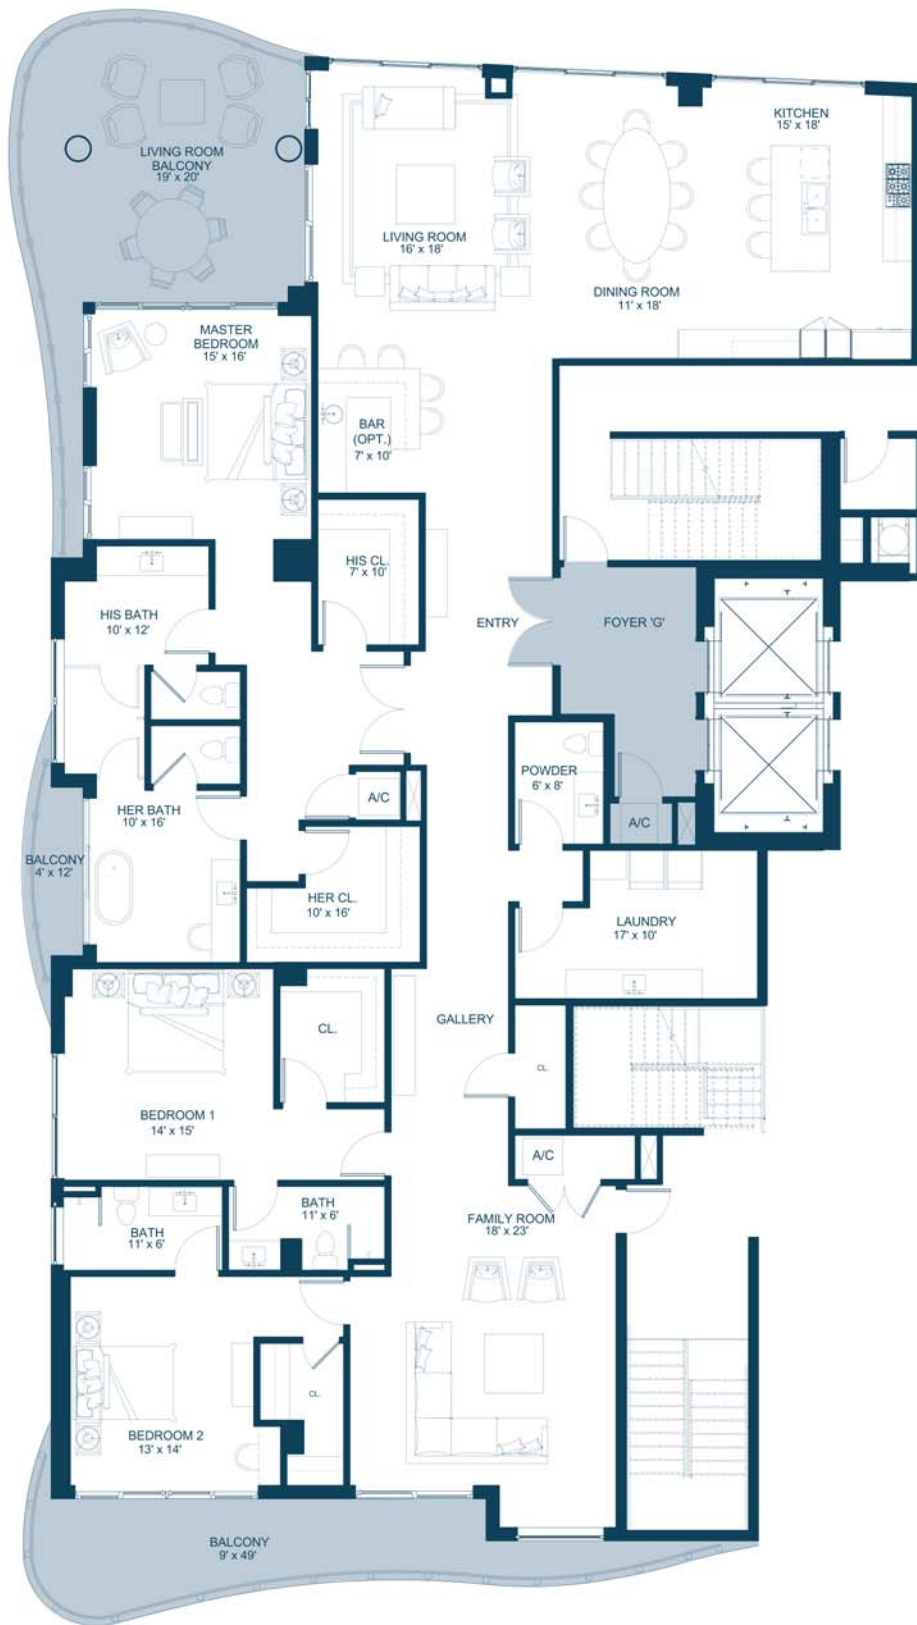 KITCHEN
15' x 18'
LIVING ROOM
BALCONY
19' x 20'
LIVING ROOM
16' x 18'
DINING ROOM
11' x 18'
MASTER
BEDROOM
15' x 16'
BAR
(OPT.)
7' x 10'
HIS CL.
7' x 10'
HIS BATH
10' x 12'
ENTRY
FOYER 'G'
POWDER
6' x 8'
A/C
A/C
HER BATH
10' x 16'
BALCONY
4' x 12'
HER CL.
10' x 16'
LAUNDRY
17' x 10'
GALLERY
CL.
CL.
BEDROOM 1
14' x 15'
A/C
BATH
11' x 6'
BATH
11' x 6'
FAMILY ROOM
18' x 23'
CL.
BEDROOM 2
13' x 14'
BALCONY
9' x 49'